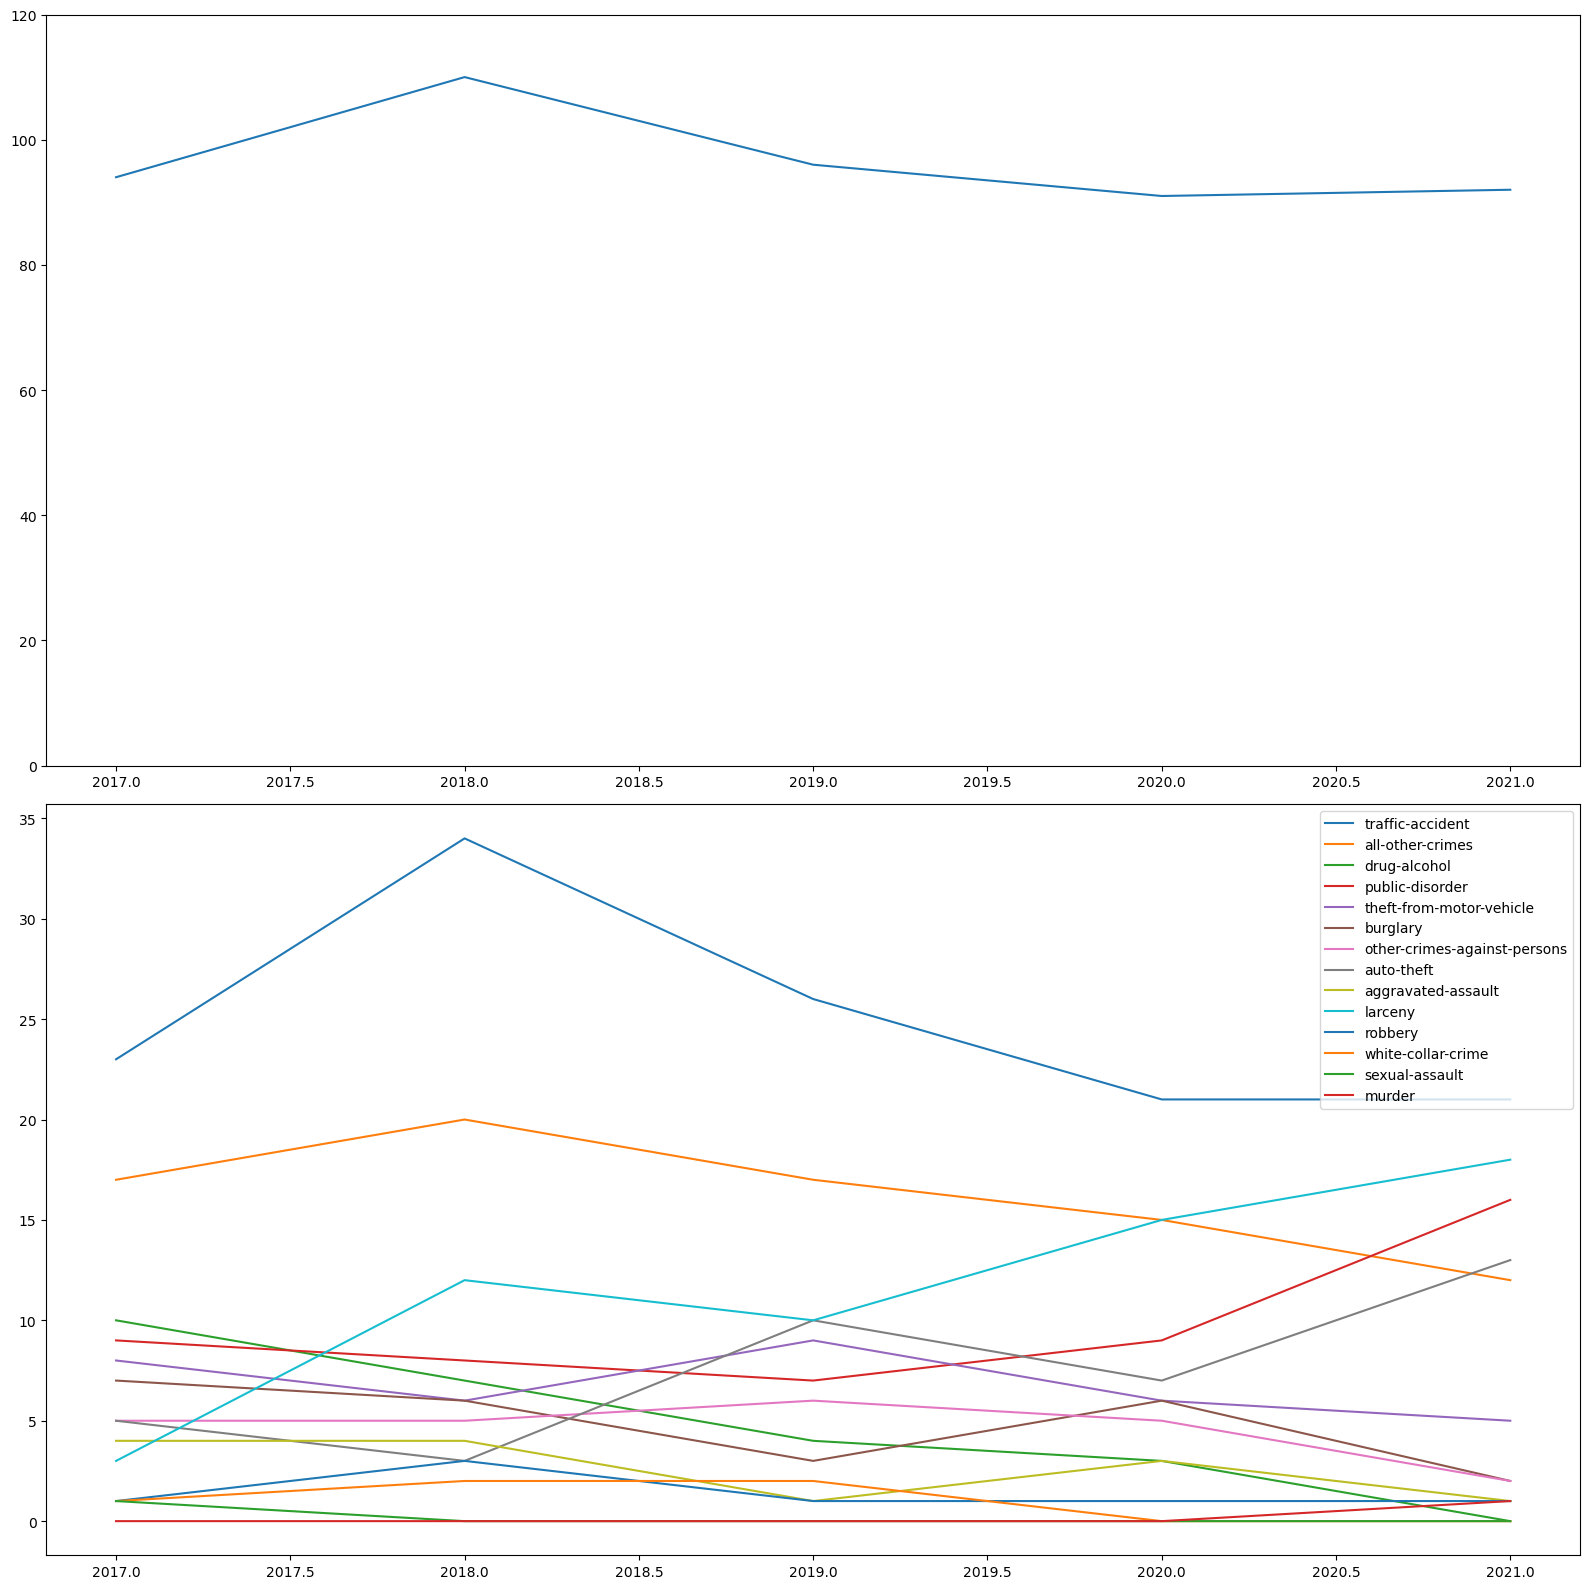 120
100
80
60
40
20
0
2017.0 2017.5 2018.0 2018.5 2019.0 2019.5 2020.0 2020.5 2021.0
35
30
25
20
15
10
5
0
traffic-accident
all-other-crimes
drug-alcohol
public-disorder
theft-from-motor-vehicle
burglary
other-crimes-against-persons
auto-theft
aggravated-assault
larceny
robbery
white-collar-crime
sexual-assault
murder
2017.0 2017.5 2018.0 2018.5 2019.0 2019.5 2020.0 2020.5 2021.0